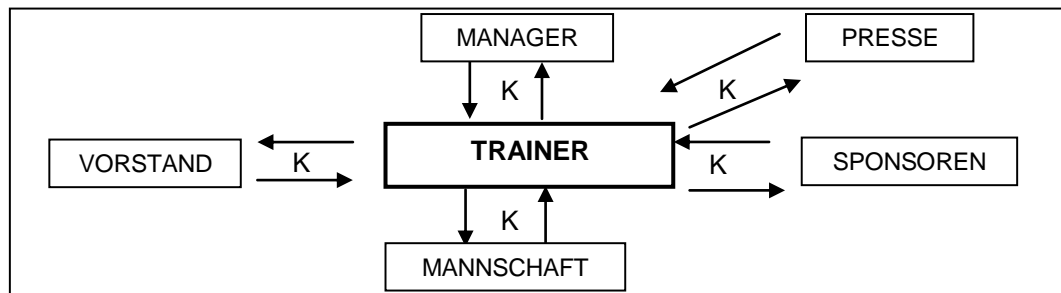 MANAGER
PRESSE
K
K
TRAINER
VORSTAND
K
K
SPONSOREN
K
MANNSCHAFT